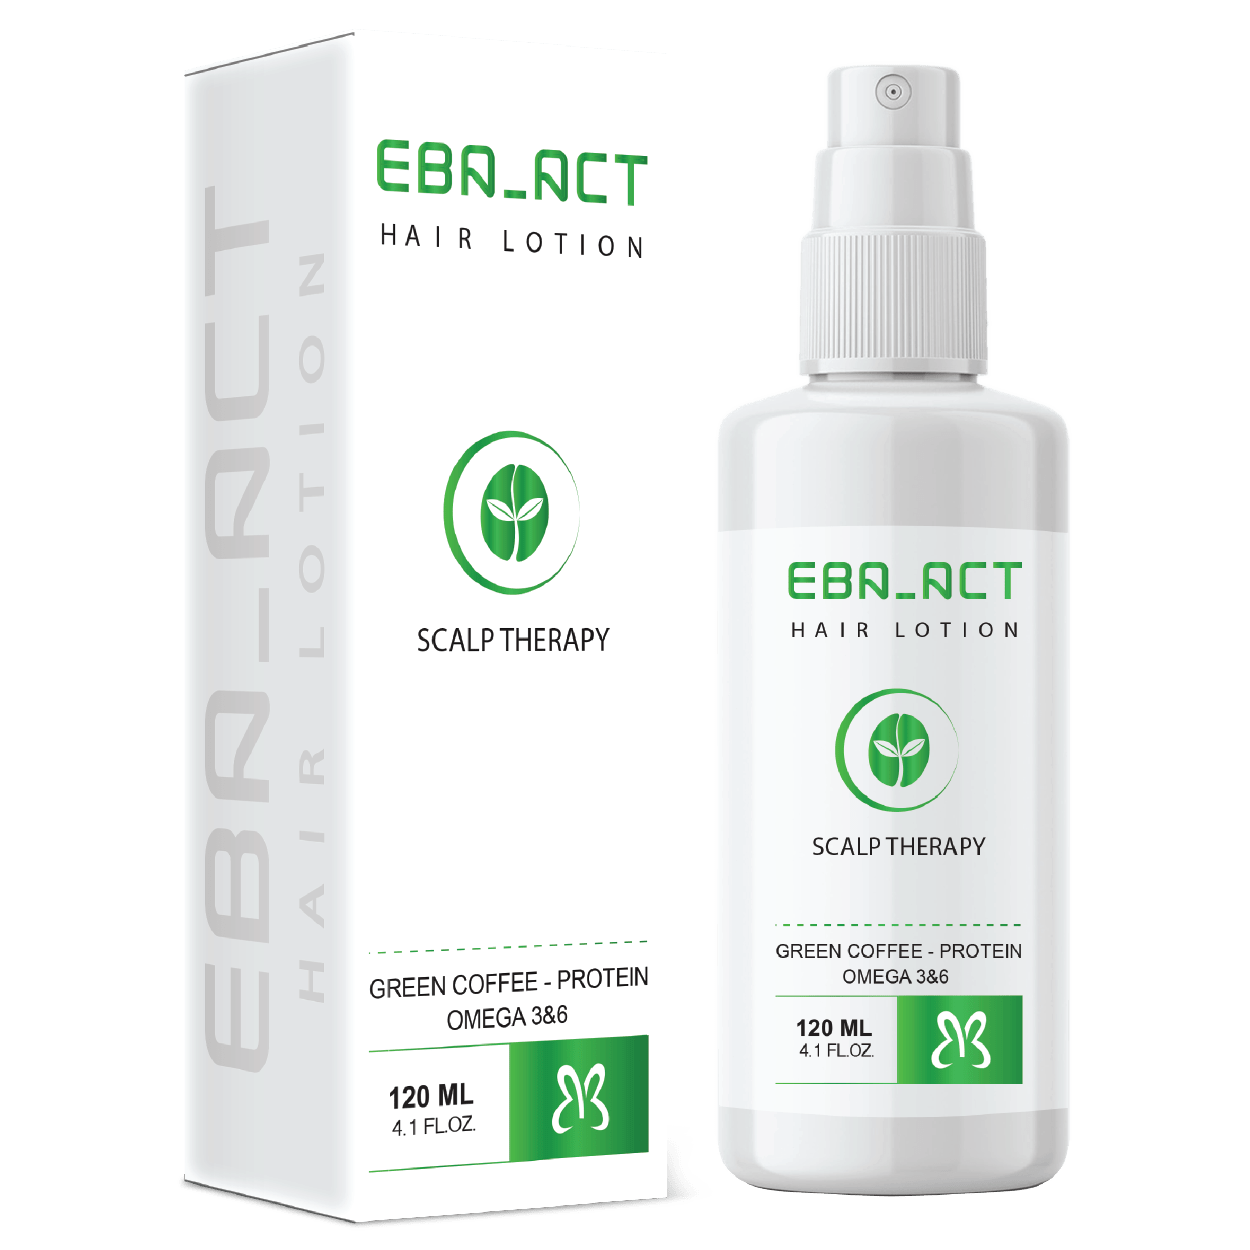 EBA_ACT
HAIR LOTION
EBA_ACT
HAIR LOTION
SCALP THERAPY
GREEN COFFEE - PROTEIN
OMEGA 3&6
120 ML
4.1 FL.OZ.
EBA_ACT
HAIR LOTION
SCALP THERAPY
GREEN COFFEE - PROTEIN
OMEGA 3&6
120 ML
4.1 FL.OZ.